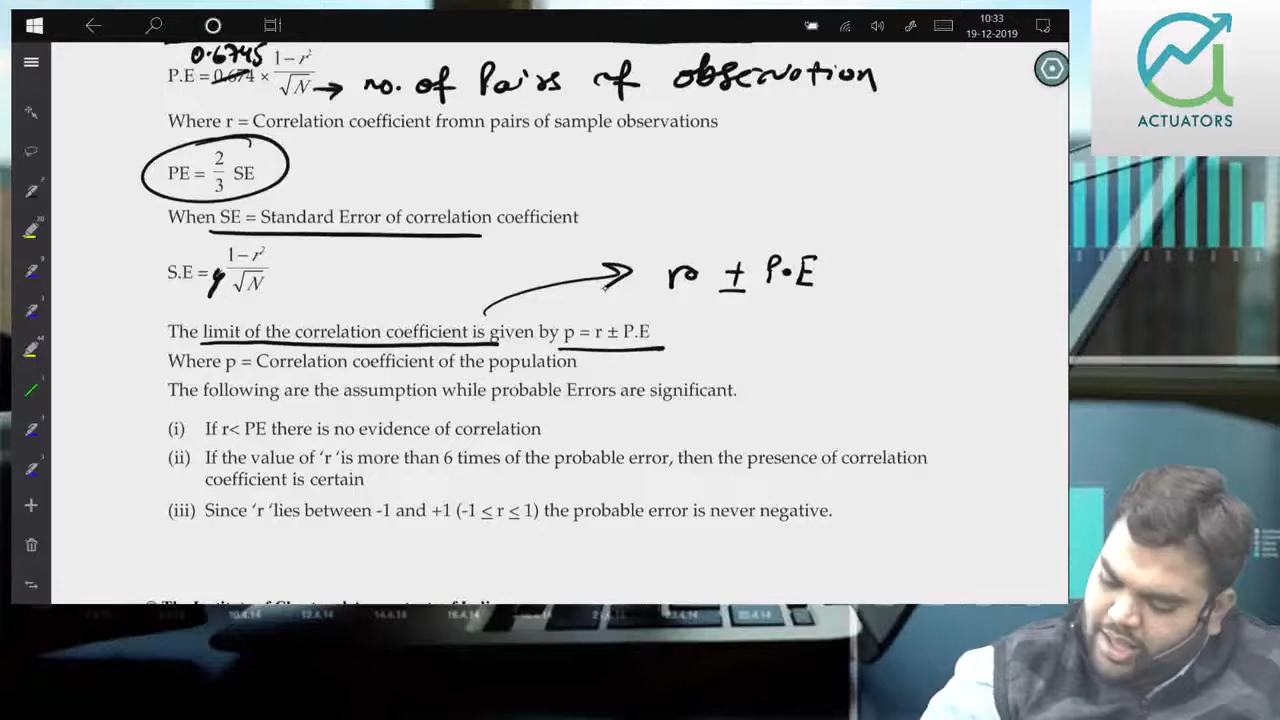 10:33
19-12-2019
ACTUATORS
0.6745
P.E = 0.674 × 1 – r² / √N → no. of Pairs of observation
Where r = Correlation coefficient fromn pairs of sample observations
PE = 2/3 SE
When SE = Standard Error of correlation coefficient
S.E = 1 – r² / √N
r ± P.E
The limit of the correlation coefficient is given by p = r ± P.E
Where p = Correlation coefficient of the population
The following are the assumption while probable Errors are significant.
(i) If r< PE there is no evidence of correlation
(ii) If the value of ‘r ‘is more than 6 times of the probable error, then the presence of correlation
coefficient is certain
(iii) Since ‘r ‘lies between -1 and +1 (-1 ≤ r ≤ 1) the probable error is never negative.